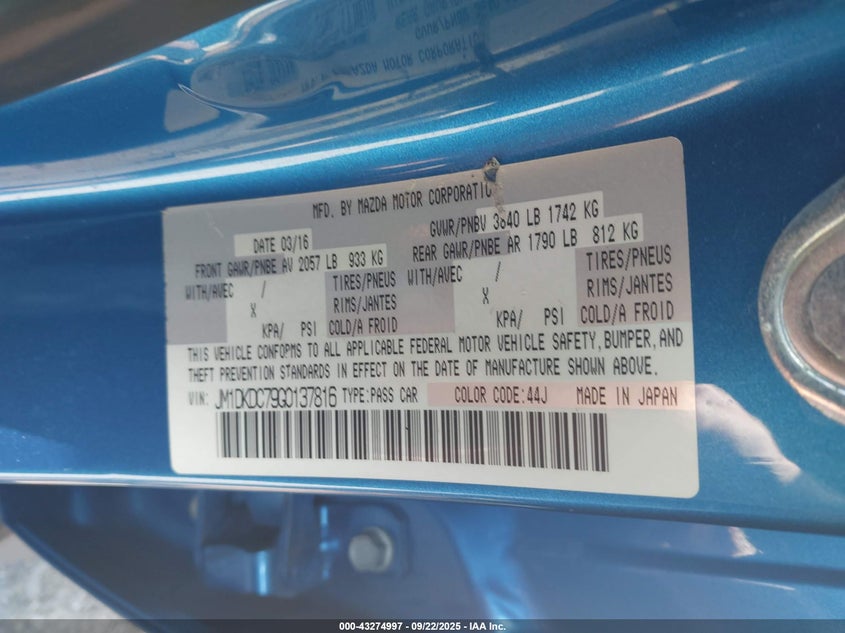 MFD. BY MAZDA MOTOR CORPORATION
DATE 03/16 GVWR/PNBV 3840 LB 1742 KG
FRONT GAWR/PNBE AV 2057 LB 933 KG REAR GAWR/PNBE AR 1790 LB 812 KG
WITH/AVEC / TIRES/PNEUS WITH/AVEC / TIRES/PNEUS
X RIMS/JANTES X RIMS/JANTES
KPA/ PSI COLD/A FROID KPA/ PSI COLD/A FROID
THIS VEHICLE CONFOPMS TO ALL APPLICABLE FEDERAL MOTOR VEHICLE SAFETY, BUMPER, AND
THEFT PREVENTION STANDARDS IN EFFECT ON THE DATE OF MANUFACTURE SHOWN ABOVE.
VIN: JM1DKDC79G0137816 TYPE:PASS CAR COLOR CODE:44J MADE IN JAPAN
000-43274997 - 09/22/2025 - IAA Inc.